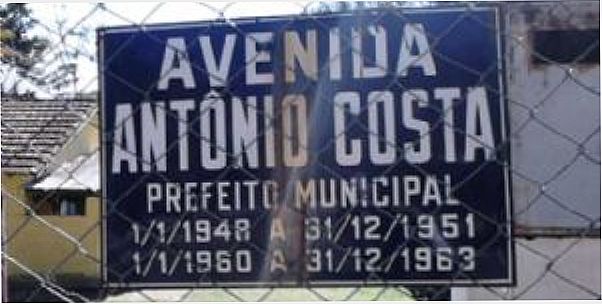 AVENIDA
ANTÔNIO COSTA
PREFEITO MUNICIPAL
1/1/1948 A 31/12/1951
1/1/1960 A 31/12/1963